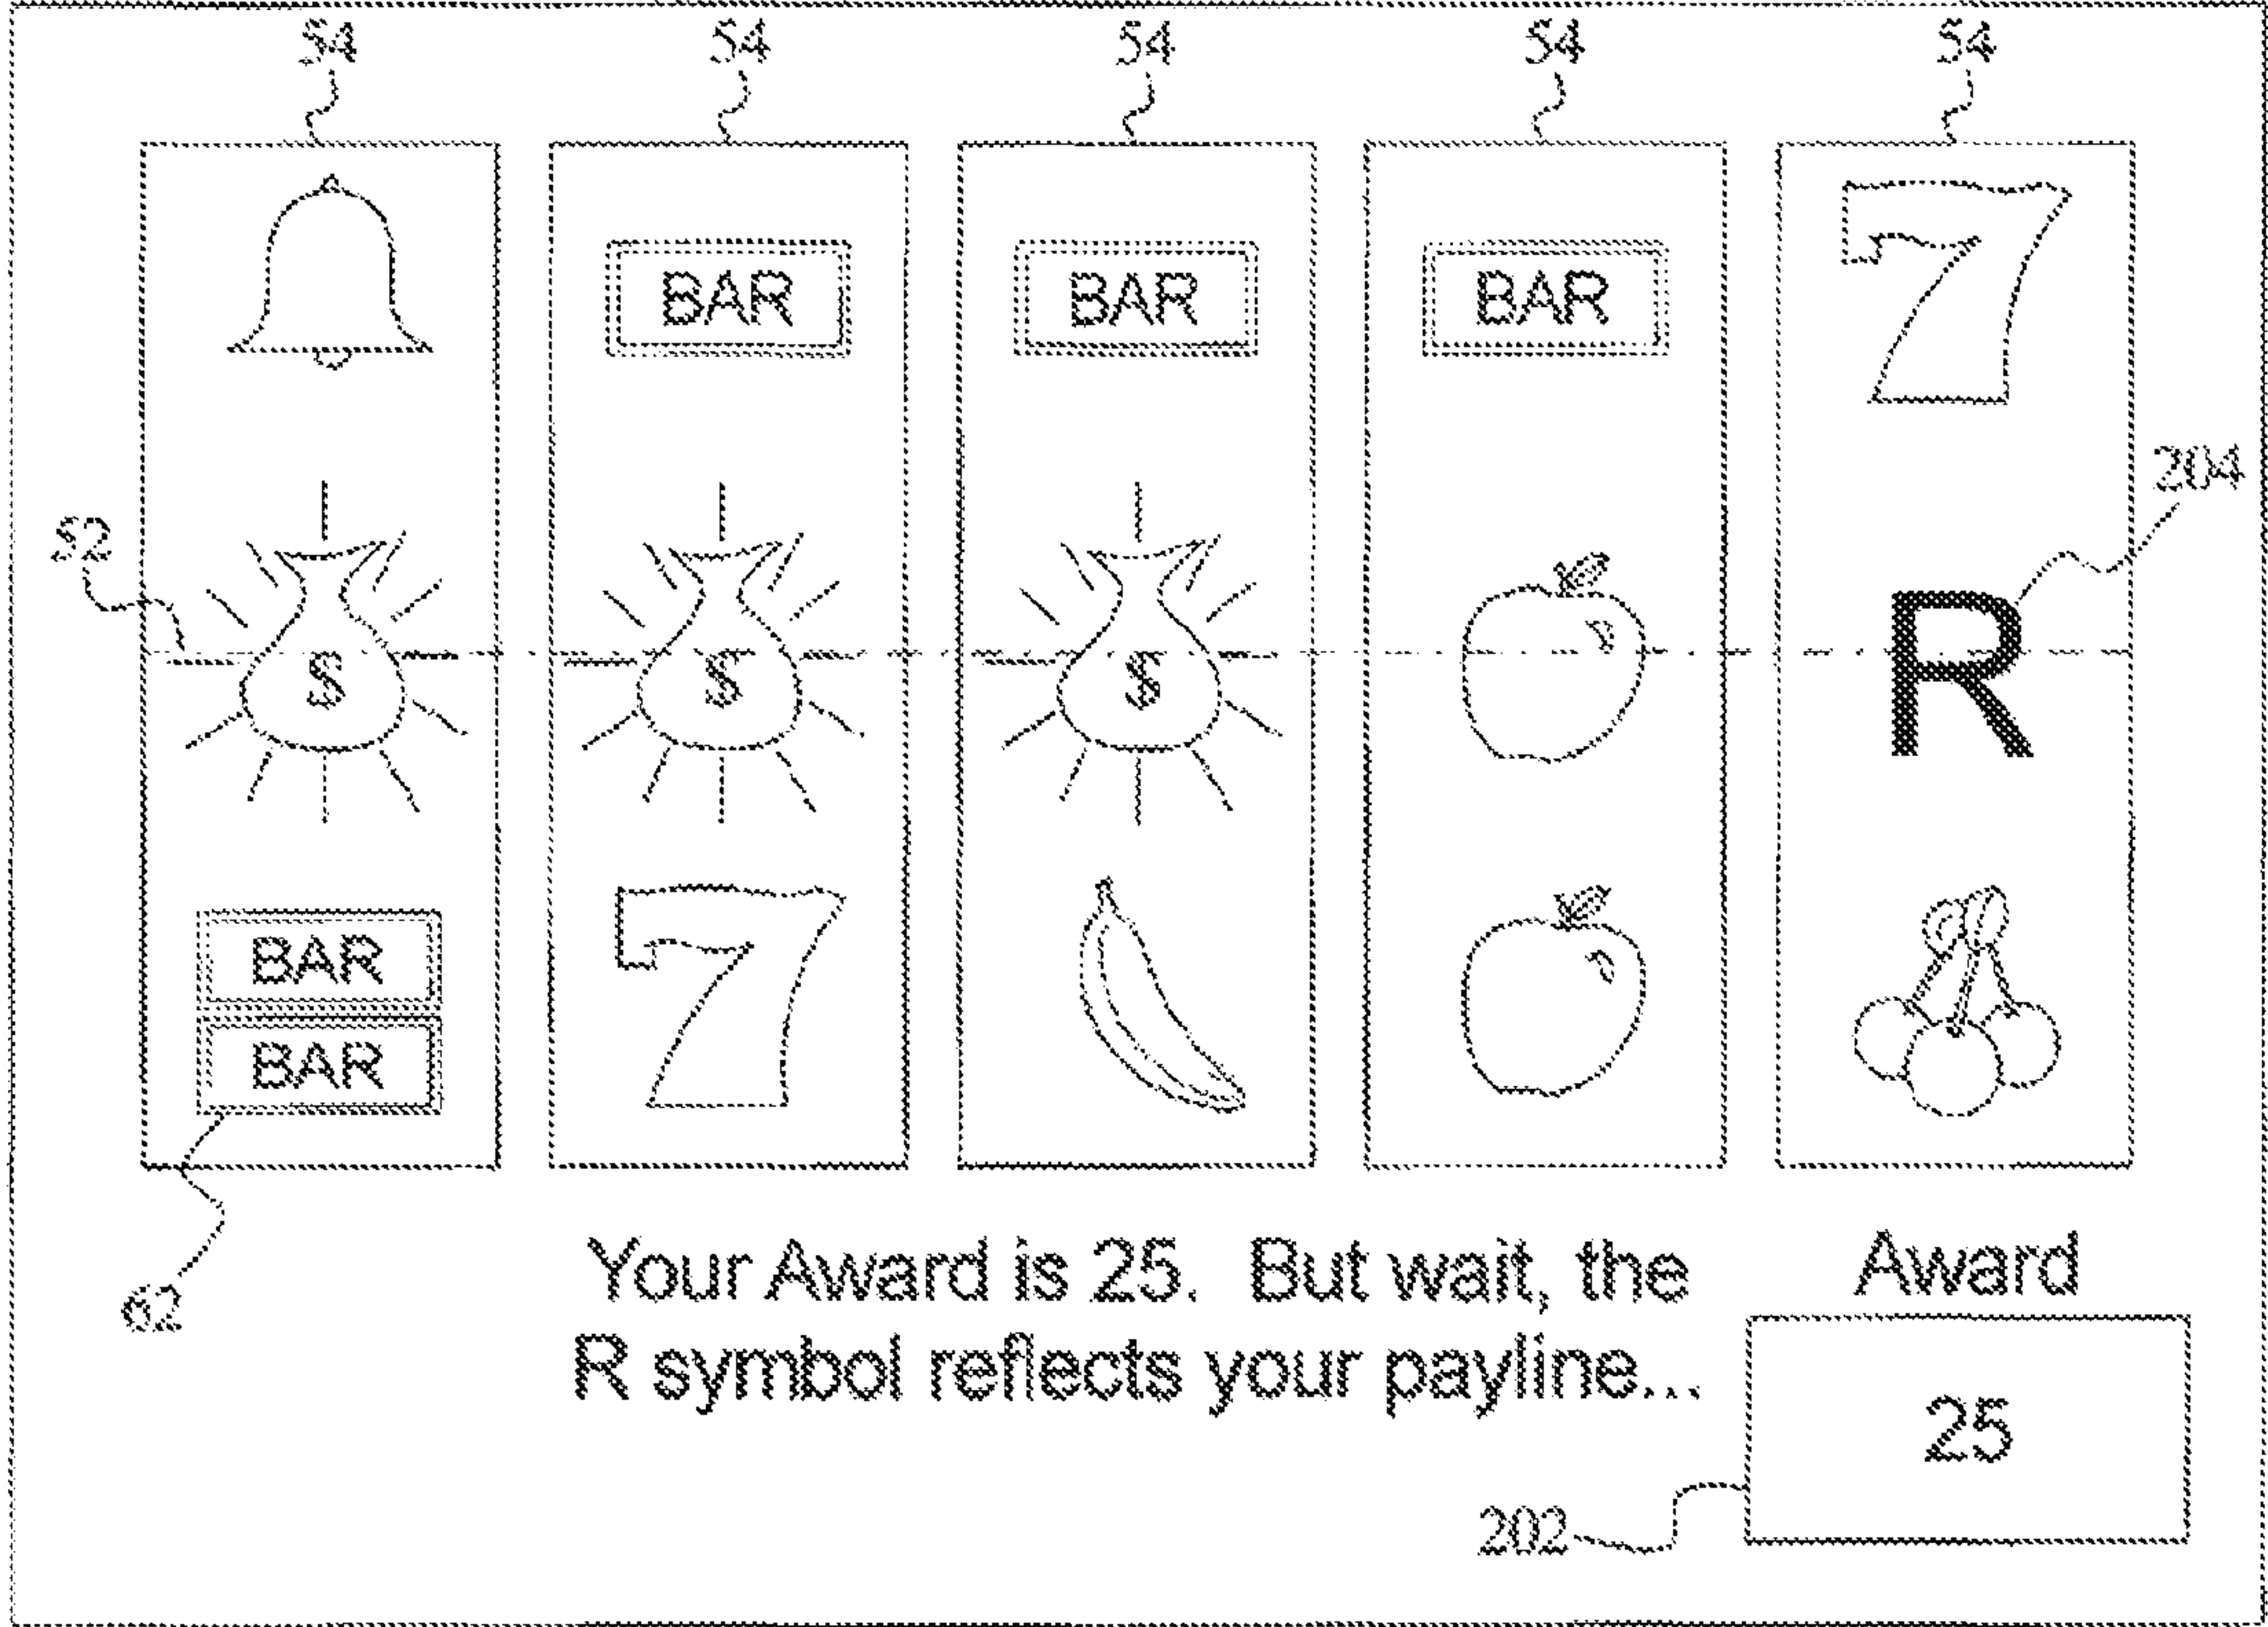 54 54 54 54 54
BAR BAR BAR
204
52
$ $ $ R
BAR
BAR
62
Your Award is 25. But wait, the
R symbol reflects your payline...
Award
25
202